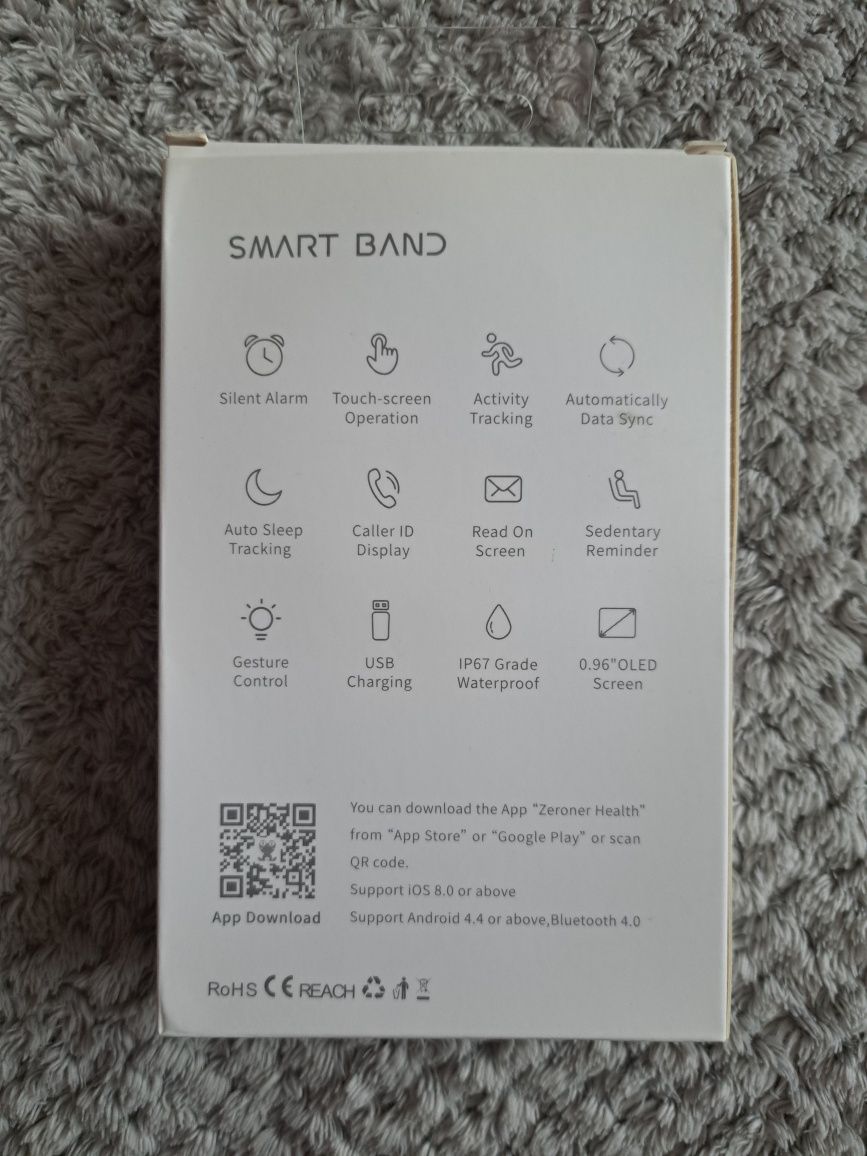 SMART BAND
Silent Alarm
Touch-screen
Operation
Activity
Tracking
Automatically
Data Sync
Auto Sleep
Tracking
Caller ID
Display
Read On
Screen
Sedentary
Reminder
Gesture
Control
USB
Charging
IP67 Grade
Waterproof
0.96"OLED
Screen
You can download the App “Zeroner Health”
from “App Store” or “Google Play” or scan
QR code.
Support iOS 8.0 or above
Support Android 4.4 or above,Bluetooth 4.0
App Download
RoHS CE REACH